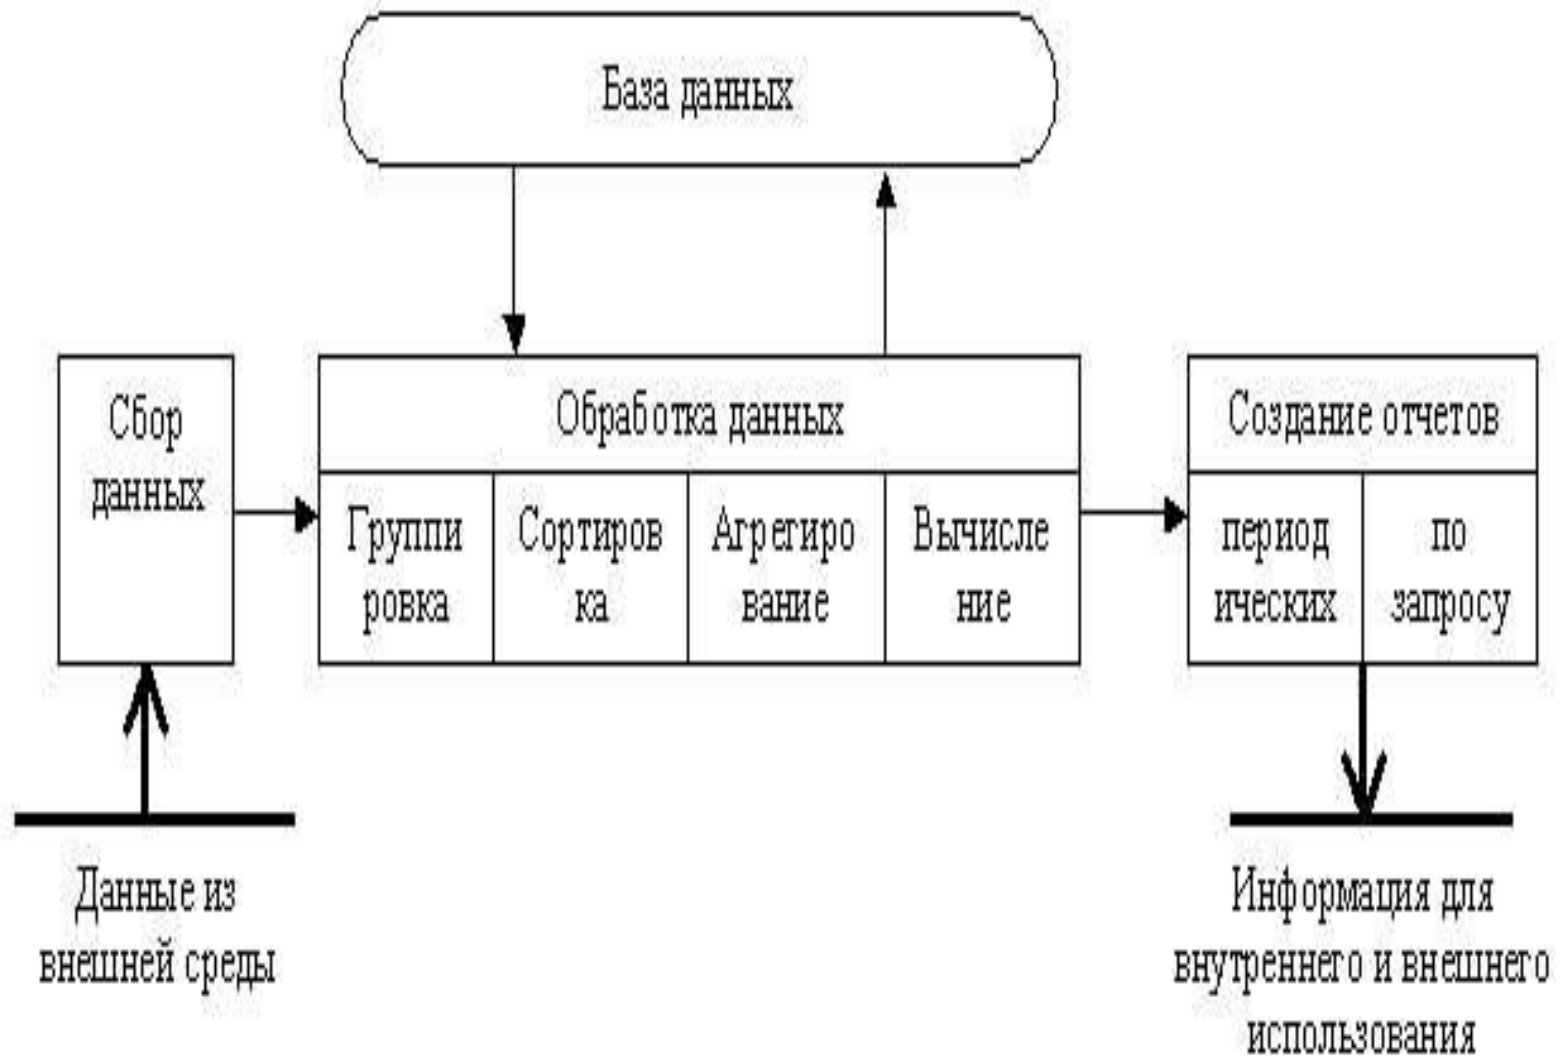 База данных
Сбор
данных
Обработка данных
Группи
ровка
Сортиров
ка
Агрегиро
вание
Вычисле
ние
Создание отчетов
период
ических
по
запросу
Данные из
внешней среды
Информация для
внутреннего и внешнего
использования